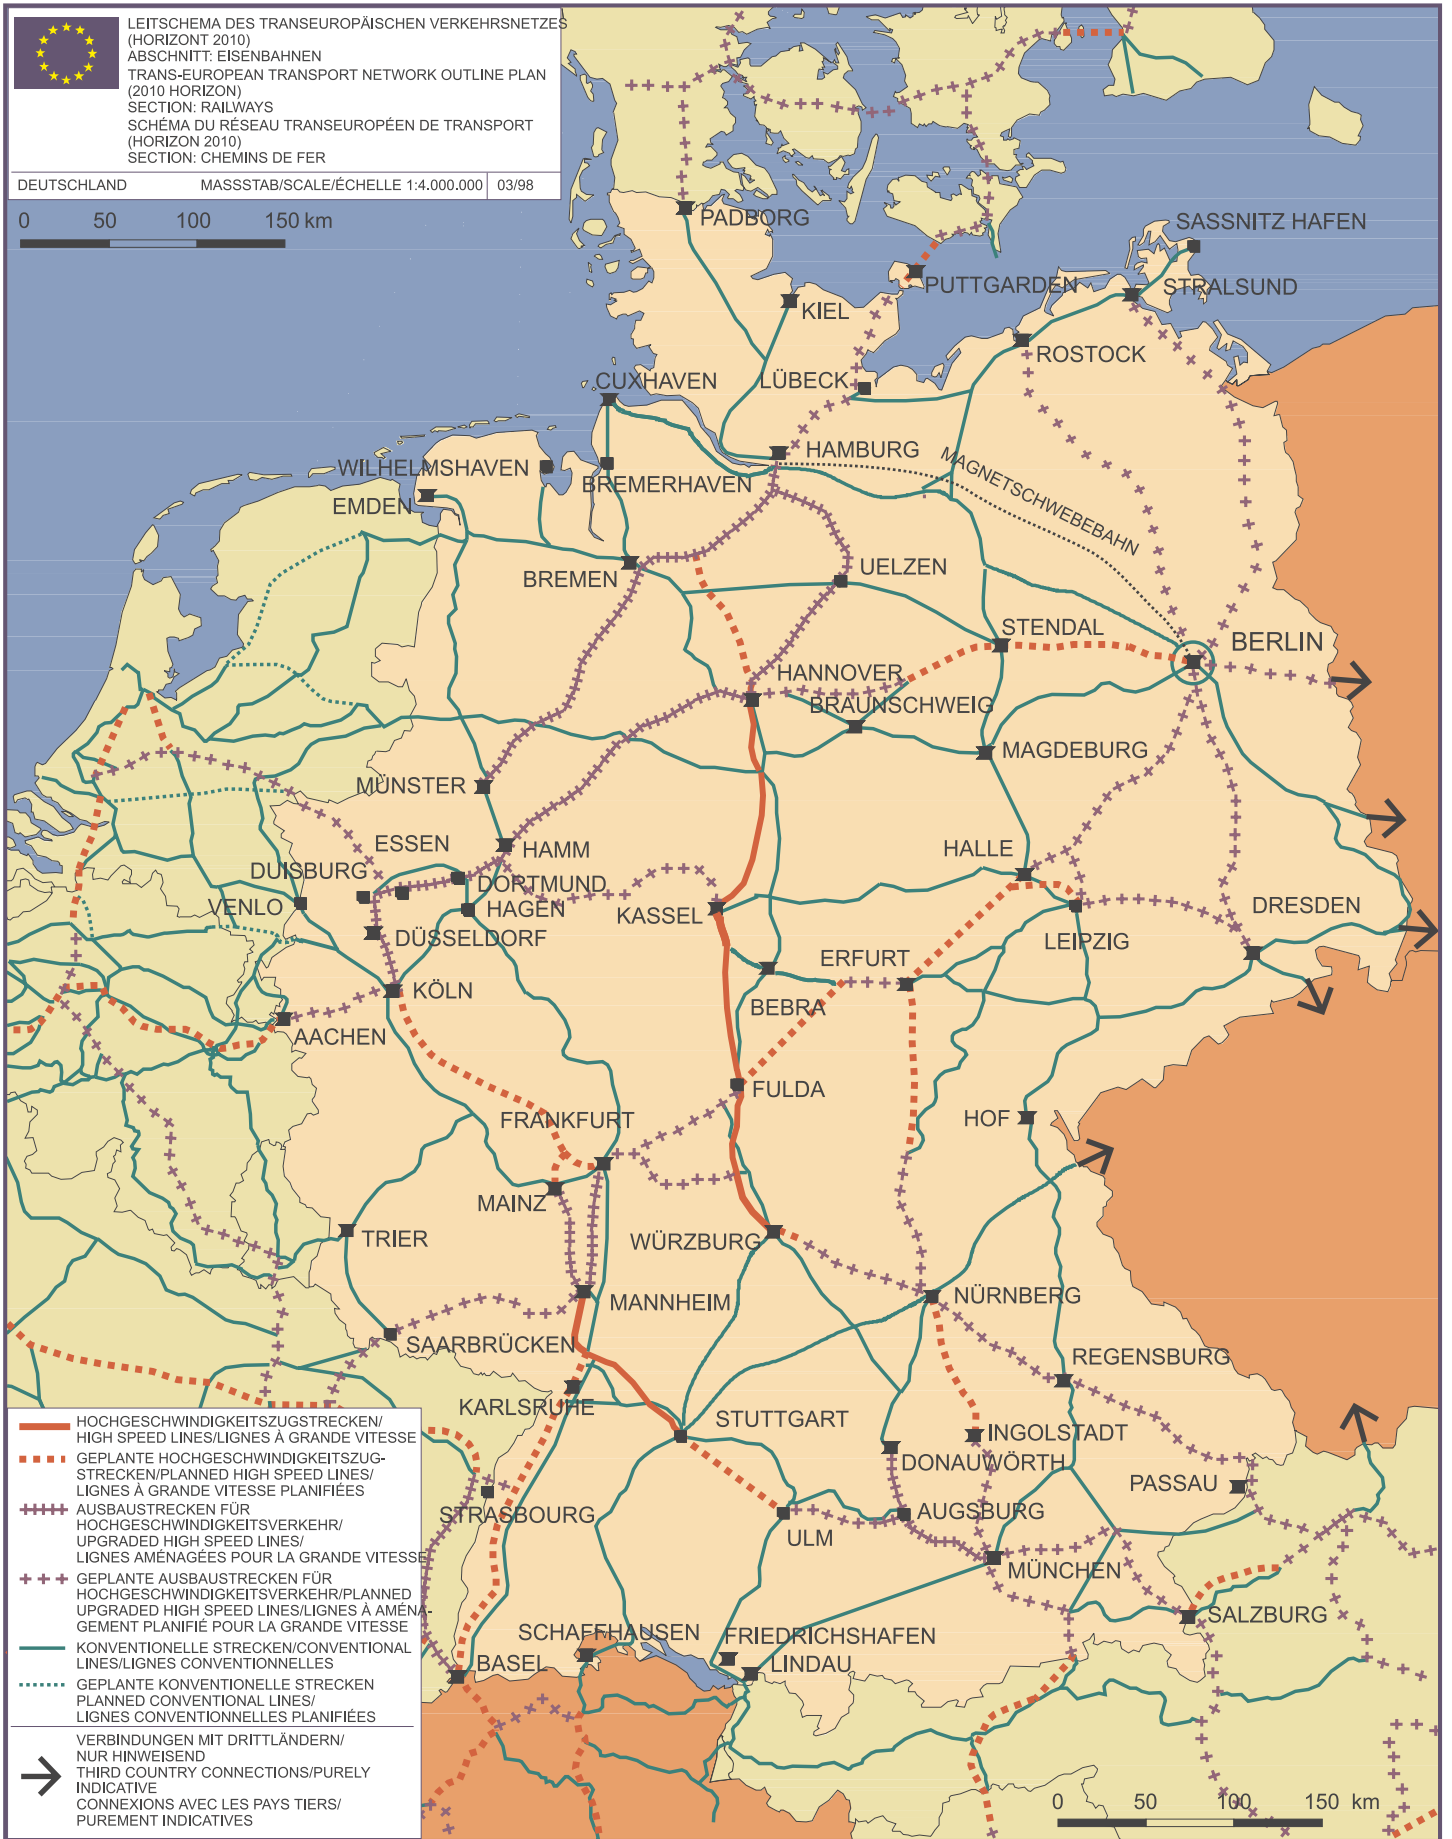 LEITSCHEMA DES TRANSEUROPÄISCHEN VERKEHRSNETZES
(HORIZONT 2010)
ABSCHNITT: EISENBAHNEN
TRANS-EUROPEAN TRANSPORT NETWORK OUTLINE PLAN
(2010 HORIZON)
SECTION: RAILWAYS
SCHÉMA DU RÉSEAU TRANSEUROPÉEN DE TRANSPORT
(HORIZON 2010)
SECTION: CHEMINS DE FER
DEUTSCHLAND MASSSTAB/SCALE/ÉCHELLE 1:4.000.000 03/98
0 50 100 150 km
PADBORG
SASSNITZ HAFEN
PUTTGARDEN
STRALSUND
KIEL
ROSTOCK
CUXHAVEN
LÜBECK
HAMBURG
WILHELMSHAVEN
BREMERHAVEN
MAGNETSCHWEBEBAHN
EMDEN
BREMEN
UELZEN
STENDAL
BERLIN
HANNOVER
BRAUNSCHWEIG
MAGDEBURG
MÜNSTER
ESSEN
HAMM
HALLE
DUISBURG
DORTMUND
VENLO
HAGEN
KASSEL
DRESDEN
DÜSSELDORF
LEIPZIG
ERFURT
KÖLN
BEBRA
AACHEN
FULDA
FRANKFURT
HOF
MAINZ
TRIER
WÜRZBURG
MANNHEIM
NÜRNBERG
SAARBRÜCKEN
REGENSBURG
KARLSRUHE
STUTTGART
INGOLSTADT
DONAUWÖRTH
PASSAU
STRASBOURG
AUGSBURG
ULM
MÜNCHEN
SALZBURG
SCHAFFHAUSEN
FRIEDRICHSHAFEN
BASEL
LINDAU
HOCHGESCHWINDIGKEITSZUGSTRECKEN/
HIGH SPEED LINES/LIGNES À GRANDE VITESSE
GEPLANTE HOCHGESCHWINDIGKEITSZUG-
STRECKEN/PLANNED HIGH SPEED LINES/
LIGNES À GRANDE VITESSE PLANIFIÉES
AUSBAUSTRECKEN FÜR
HOCHGESCHWINDIGKEITSVERKEHR/
UPGRADED HIGH SPEED LINES/
LIGNES AMÉNAGÉES POUR LA GRANDE VITESSE
GEPLANTE AUSBAUSTRECKEN FÜR
HOCHGESCHWINDIGKEITSVERKEHR/PLANNED
UPGRADED HIGH SPEED LINES/LIGNES À AMÉNA-
GEMENT PLANIFIÉ POUR LA GRANDE VITESSE
KONVENTIONELLE STRECKEN/CONVENTIONAL
LINES/LIGNES CONVENTIONNELLES
GEPLANTE KONVENTIONELLE STRECKEN
PLANNED CONVENTIONAL LINES/
LIGNES CONVENTIONNELLES PLANIFIÉES
VERBINDUNGEN MIT DRITTLÄNDERN/
NUR HINWEISEND
THIRD COUNTRY CONNECTIONS/PURELY
INDICATIVE
CONNEXIONS AVEC LES PAYS TIERS/
PUREMENT INDICATIVES
0 50 100 150 km